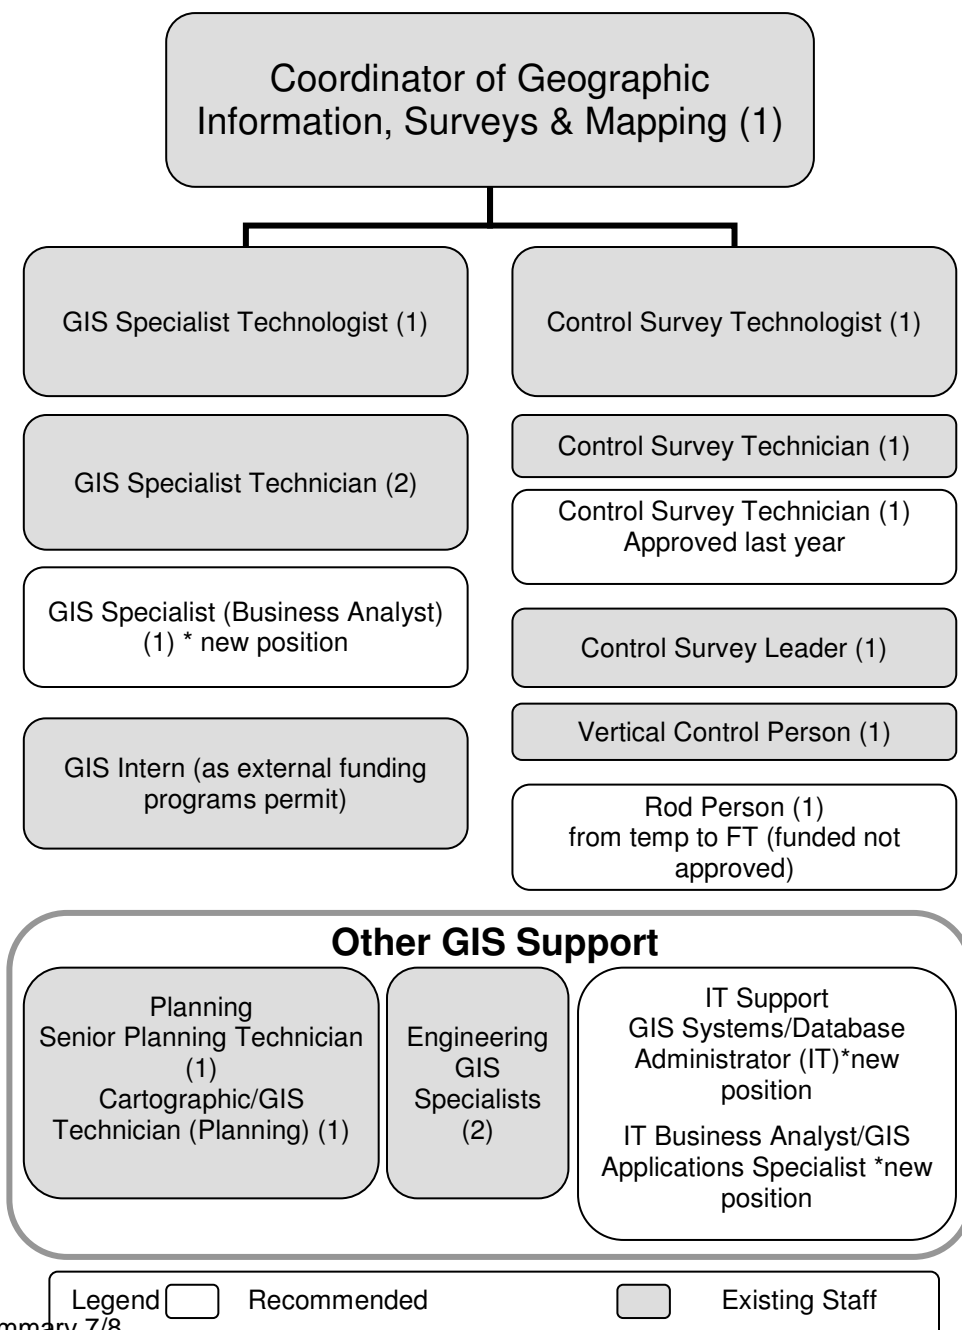 Coordinator of Geographic
Information, Surveys & Mapping (1)
GIS Specialist Technologist (1)
GIS Specialist Technician (2)
GIS Specialist (Business Analyst)
(1) * new position
GIS Intern (as external funding
programs permit)
Control Survey Technologist (1)
Control Survey Technician (1)
Control Survey Technician (1)
Approved last year
Control Survey Leader (1)
Vertical Control Person (1)
Rod Person (1)
from temp to FT (funded not
approved)
Other GIS Support
Planning
Senior Planning Technician
(1)
Cartographic/GIS
Technician (Planning) (1)
Engineering
GIS
Specialists
(2)
IT Support
GIS Systems/Database
Administrator (IT)*new
position
IT Business Analyst/GIS
Applications Specialist *new
position
Legend
Recommended
Existing Staff
7/8